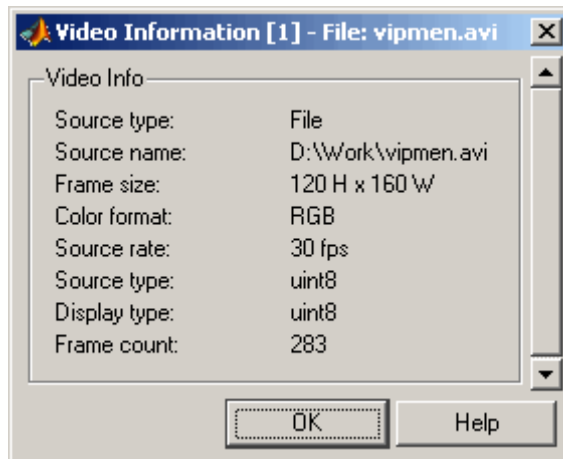 Video Information [1] - File: vipmen.avi
Video Info
Source type: File
Source name: D:\Work\vipmen.avi
Frame size: 120 H x 160 W
Color format: RGB
Source rate: 30 fps
Source type: uint8
Display type: uint8
Frame count: 283
OK Help